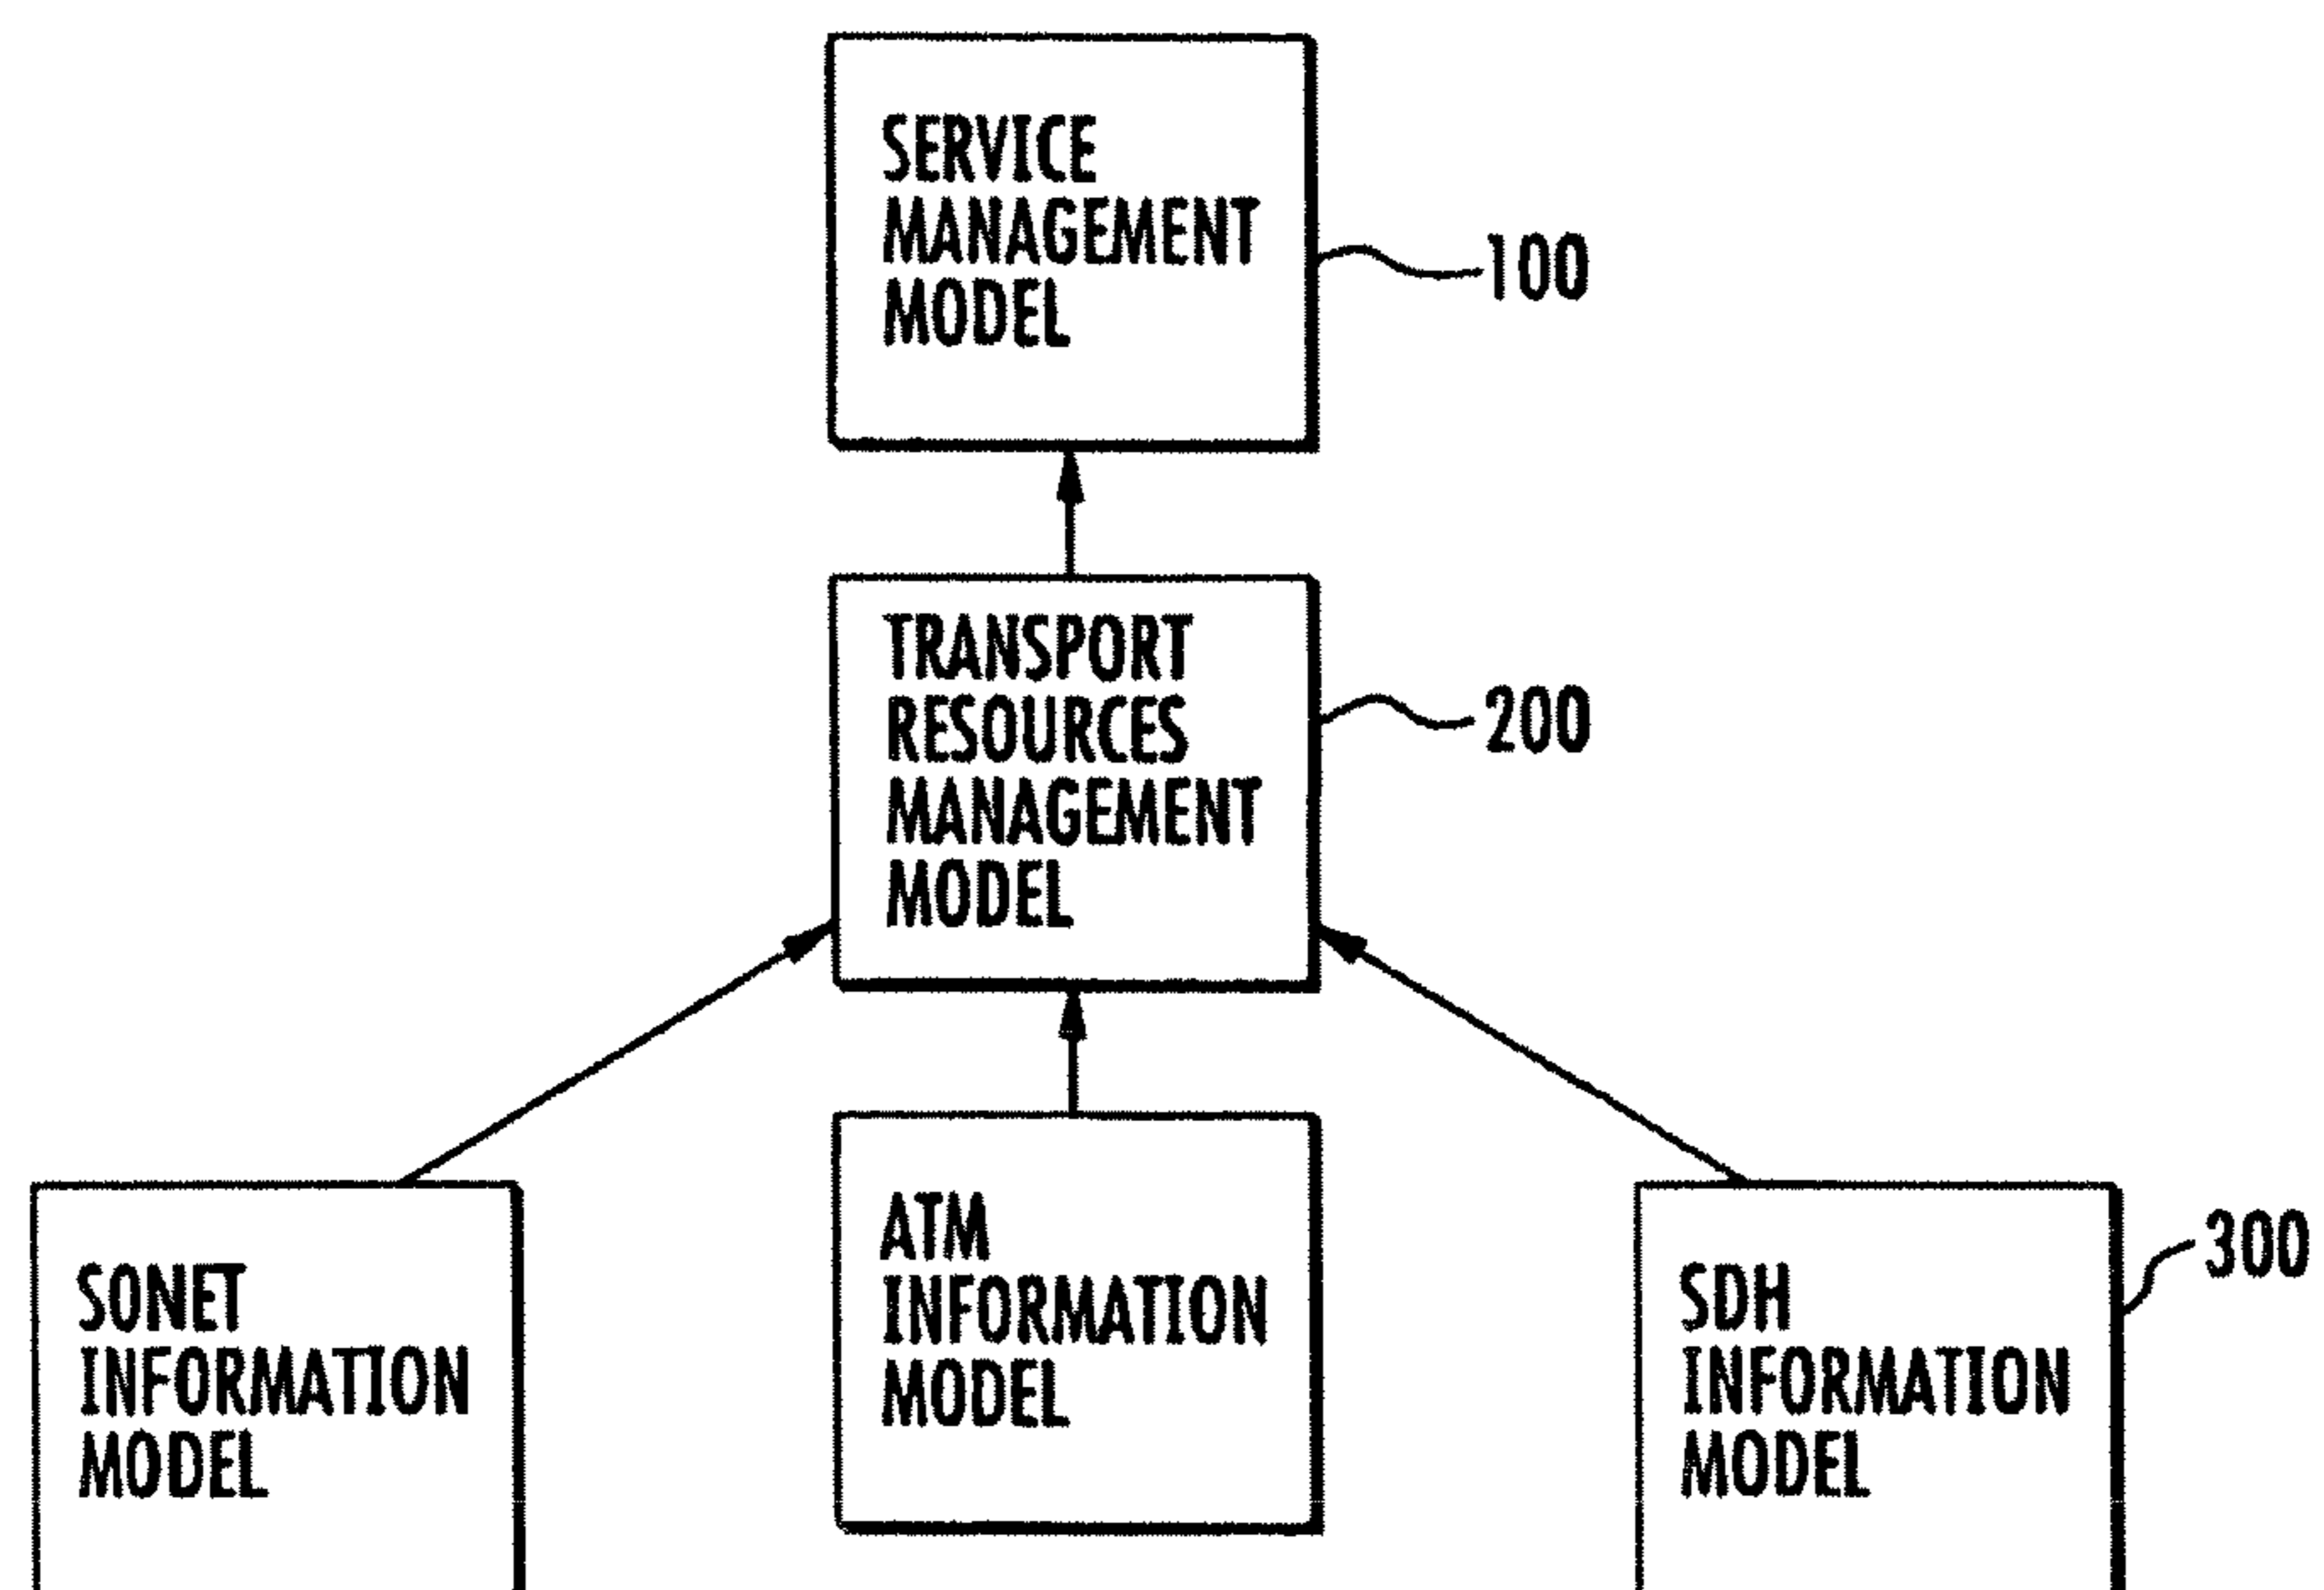 SERVICE
MANAGEMENT
MODEL
100
TRANSPORT
RESOURCES
MANAGEMENT
MODEL
200
SONET
INFORMATION
MODEL
ATM
INFORMATION
MODEL
SDH
INFORMATION
MODEL
300